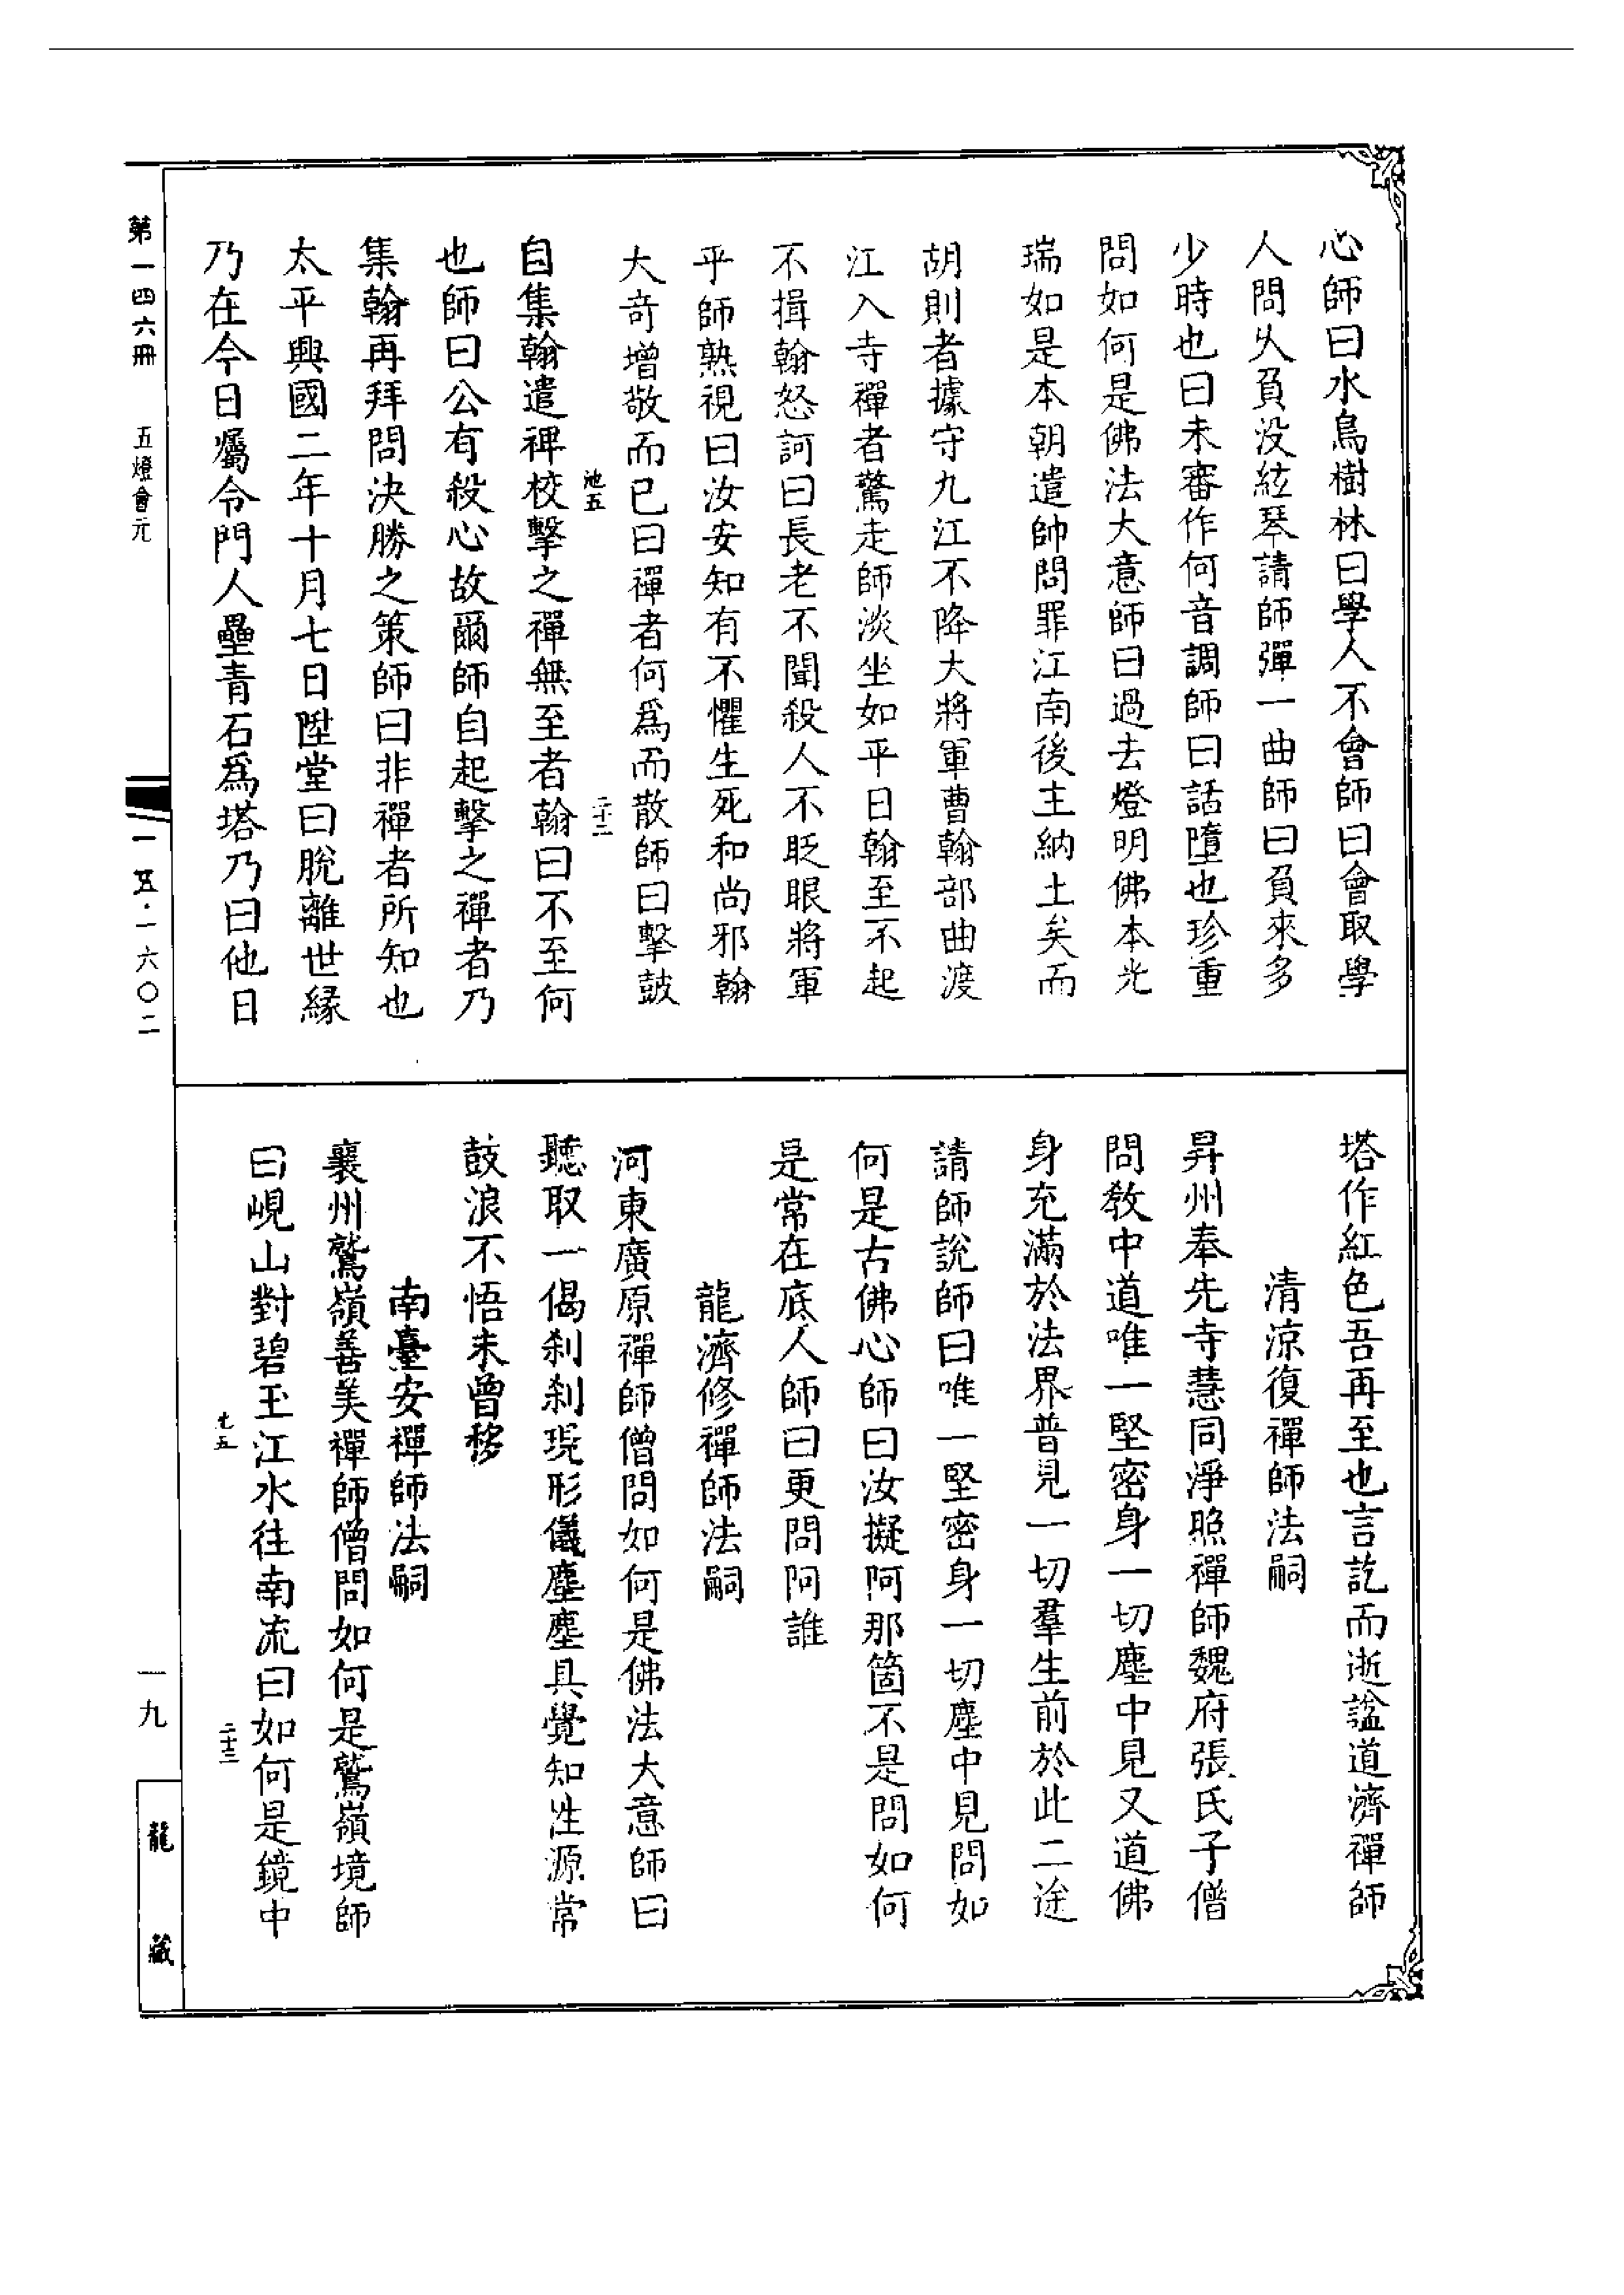 心師曰水鳥樹林曰學人不會師曰會取學
人問久負没絃琴請師彈一曲師曰負來多
少時也曰未審作何音調師曰話墮也珍重
問如何是佛法大意師曰過去燈明佛本光
瑞如是本朝遣帥問罪江南後主納土矣而
胡則者據守九江不降大將軍曹翰部曲渡
江入寺禪者驚走師淡坐如平日翰至不起
不揖翰怒訶曰長老不聞殺人不眨眼將軍
乎師熟視曰汝安知有不懼生死和尚邪翰
大奇增敬而已曰禪者何爲而散師曰擊鼓
池五
二十二
自集翰遣裨校擊之禪無至者翰曰不至何
也師曰公有殺心故爾師自起擊之禪者乃
集翰再拜問決勝之策師曰非禪者所知也
太平興國二年十月七日陞堂曰脫離世緣
乃在今日屬令門人壘青石爲塔乃曰他日
塔作紅色吾再至也言訖而逝諡道濟禪師
清涼復禪師法嗣
昇州奉先寺慧同淨照禪師魏府張氏子僧
問教中道唯一堅密身一切塵中見又道佛
身充滿於法界普見一切羣生前於此二途
請師說師曰唯一堅密身一切塵中見問如
何是古佛心師曰汝擬阿那箇不是問如何
是常在底人師曰更問阿誰
龍濟修禪師法嗣
河東廣原禪師僧問如何是佛法大意師曰
聽取一偈刹刹現形儀塵塵具覺知性源常
鼓浪不悟未曾移
南臺安禪師法嗣
襄州鷲嶺善美禪師僧問如何是鷲嶺境師
曰峴山對碧玉江水往南流曰如何是鏡中
七五
二十三
第一四六冊 五燈會元
一五·一六〇二
一九
龍藏